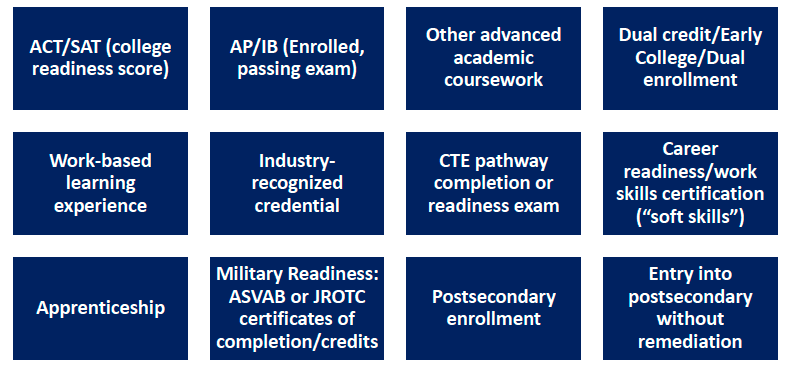 ACT/SAT (college
readiness score)
AP/IB (Enrolled,
passing exam)
Other advanced
academic
coursework
Dual credit/Early
College/Dual
enrollment
Work-based
learning
experience
Industry-
recognized
credential
CTE pathway
completion or
readiness exam
Career
readiness/work
skills certification
(“soft skills”)
Apprenticeship
Military Readiness:
ASVAB or JROTC
certificates of
completion/credits
Postsecondary
enrollment
Entry into
postsecondary
without
remediation